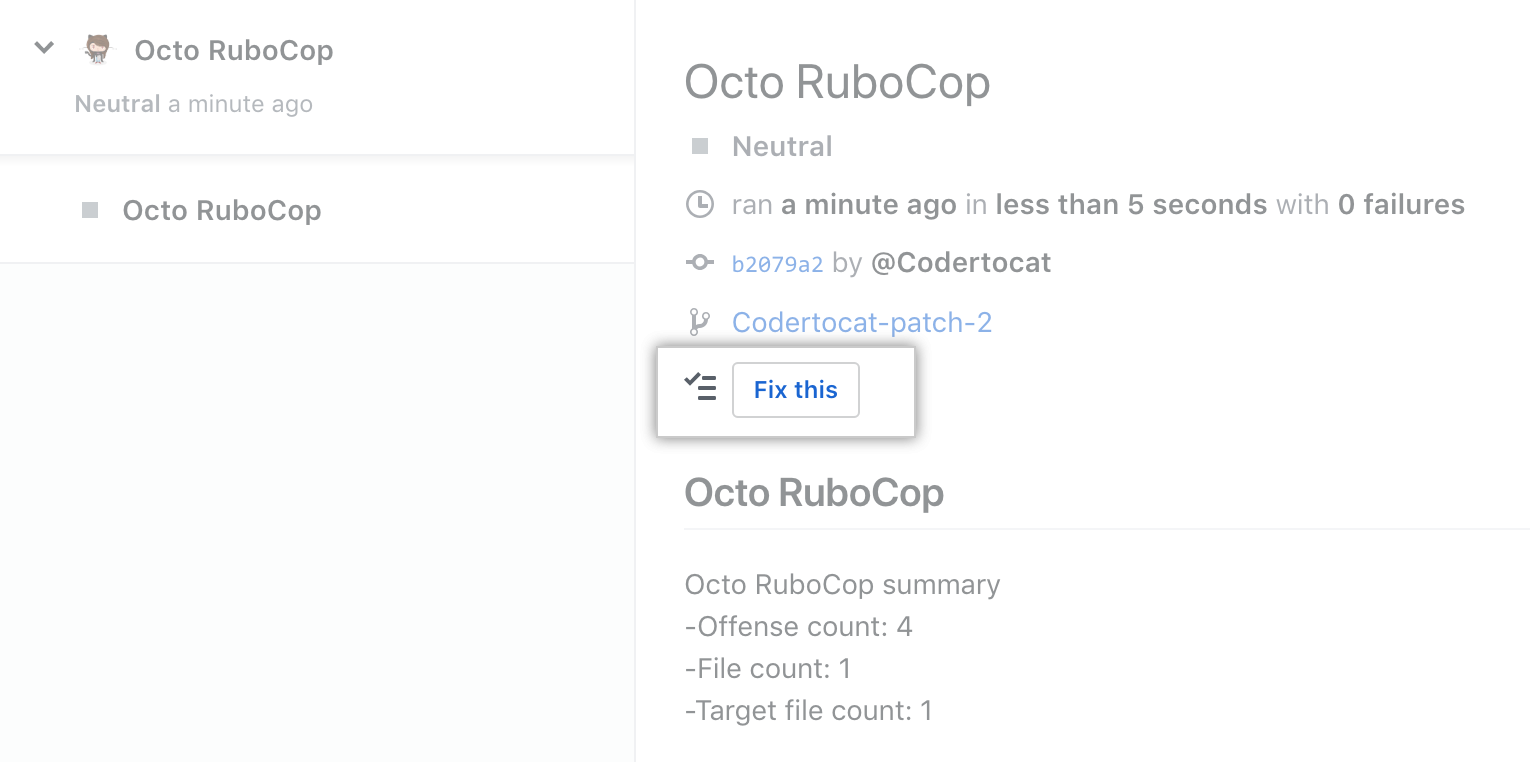 Octo RuboCop
Neutral a minute ago
Octo RuboCop
Octo RuboCop
Neutral
ran a minute ago in less than 5 seconds with 0 failures
b2079a2 by @Codertocat
Codertocat-patch-2
Fix this
Octo RuboCop
Octo RuboCop summary
-Offense count: 4
-File count: 1
-Target file count: 1